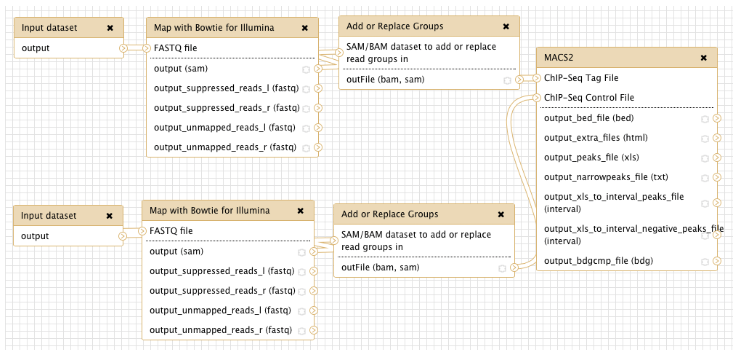 Input dataset
output
Map with Bowtie for Illumina
FASTQ file
output (sam)
output_suppressed_reads_l (fastq)
output_suppressed_reads_r (fastq)
output_unmapped_reads_l (fastq)
output_unmapped_reads_r (fastq)
Add or Replace Groups
SAM/BAM dataset to add or replace
read groups in
outFile (bam, sam)
MACS2
ChIP-Seq Tag File
ChIP-Seq Control File
output_bed_file (bed)
output_extra_files (html)
output_peaks_file (xls)
output_narrowpeaks_file (txt)
output_xls_to_interval_peaks_file
(interval)
output_xls_to_interval_negative_peaks_file
(interval)
output_bdgcmp_file (bdg)
Input dataset
output
Map with Bowtie for Illumina
FASTQ file
output (sam)
output_suppressed_reads_l (fastq)
output_suppressed_reads_r (fastq)
output_unmapped_reads_l (fastq)
output_unmapped_reads_r (fastq)
Add or Replace Groups
SAM/BAM dataset to add or replace
read groups in
outFile (bam, sam)